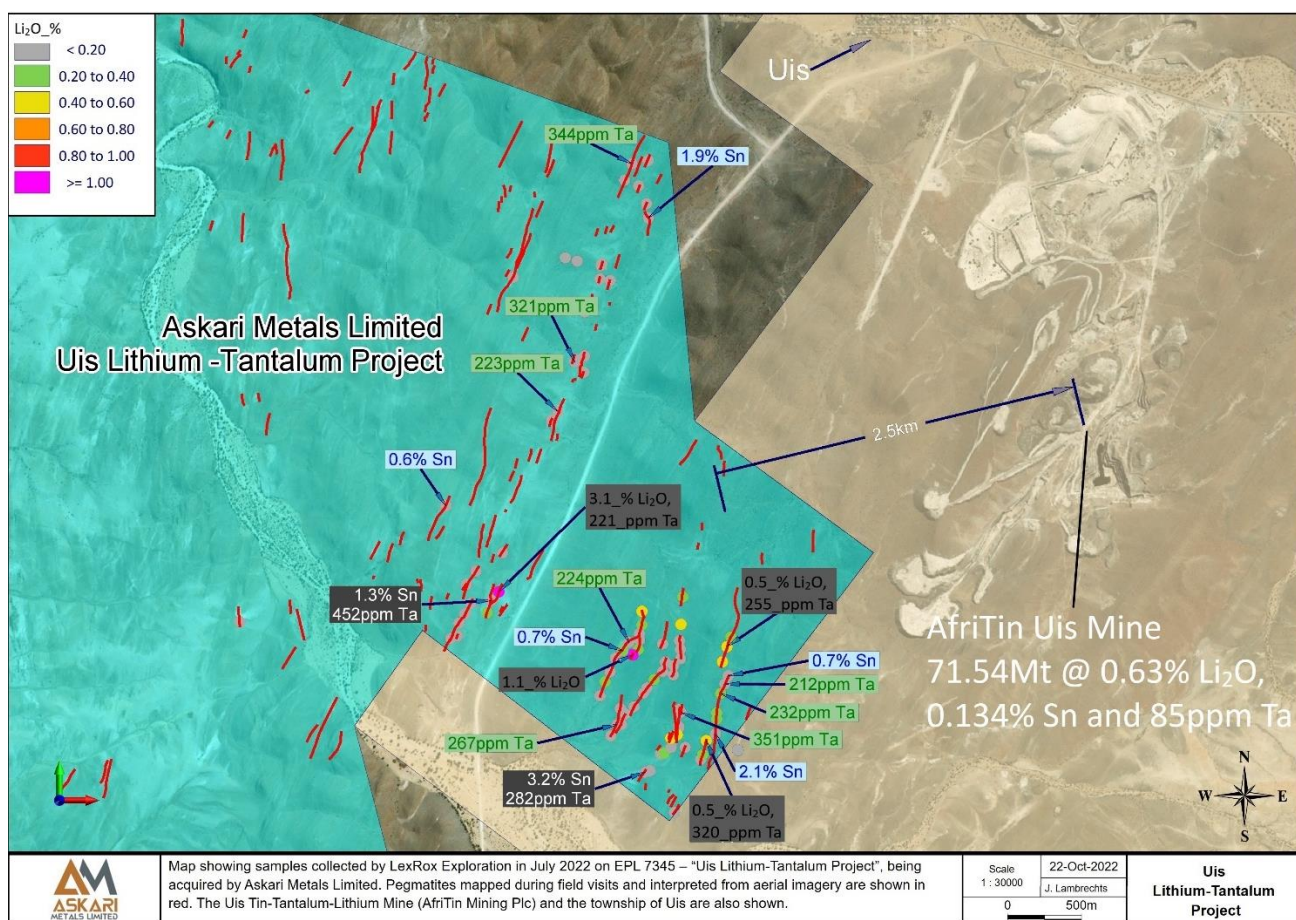 Li₂O_%
< 0.20
0.20 to 0.40
0.40 to 0.60
0.60 to 0.80
0.80 to 1.00
>= 1.00
Uis
344ppm Ta
1.9% Sn
Askari Metals Limited
Uis Lithium -Tantalum Project
321ppm Ta
223ppm Ta
2.5km
0.6% Sn
3.1_% Li₂O,
221_ppm Ta
1.3% Sn
452ppm Ta
224ppm Ta
0.5_% Li₂O,
255_ppm Ta
0.7% Sn
1.1_% Li₂O
0.7% Sn
212ppm Ta
232ppm Ta
351ppm Ta
267ppm Ta
2.1% Sn
3.2% Sn
282ppm Ta
0.5_% Li₂O,
320_ppm Ta
AfriTin Uis Mine
71.54Mt @ 0.63% Li₂O,
0.134% Sn and 85ppm Ta
N
W
E
S
AM
ASKARI
METALS LIMITED
Map showing samples collected by LexRox Exploration in July 2022 on EPL 7345 – “Uis Lithium-Tantalum Project”, being
acquired by Askari Metals Limited. Pegmatites mapped during field visits and interpreted from aerial imagery are shown in
red. The Uis Tin-Tantalum-Lithium Mine (AfriTin Mining Plc) and the township of Uis are also shown.
Scale
1 : 30000
22-Oct-2022
J. Lambrechts
0 500m
Uis
Lithium-Tantalum
Project